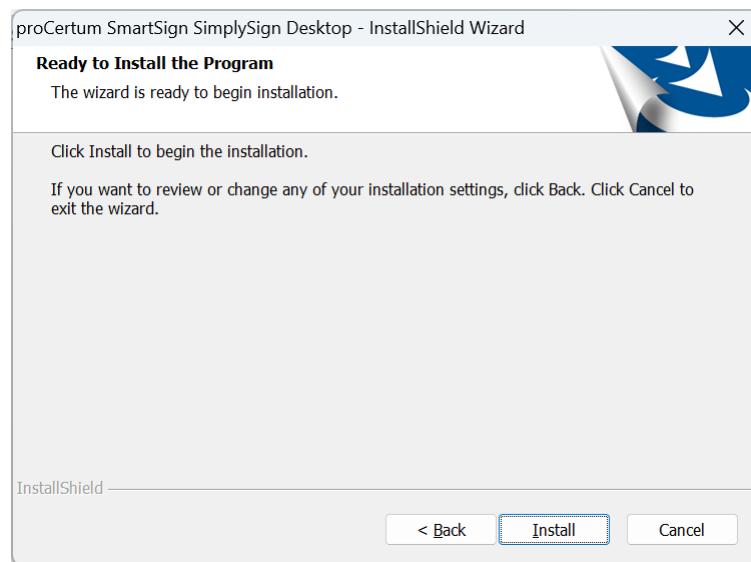 proCertum SmartSign SimplySign Desktop - InstallShield Wizard
Ready to Install the Program
The wizard is ready to begin installation.
Click Install to begin the installation.
If you want to review or change any of your installation settings, click Back. Click Cancel to
exit the wizard.
InstallShield
< Back
Install
Cancel